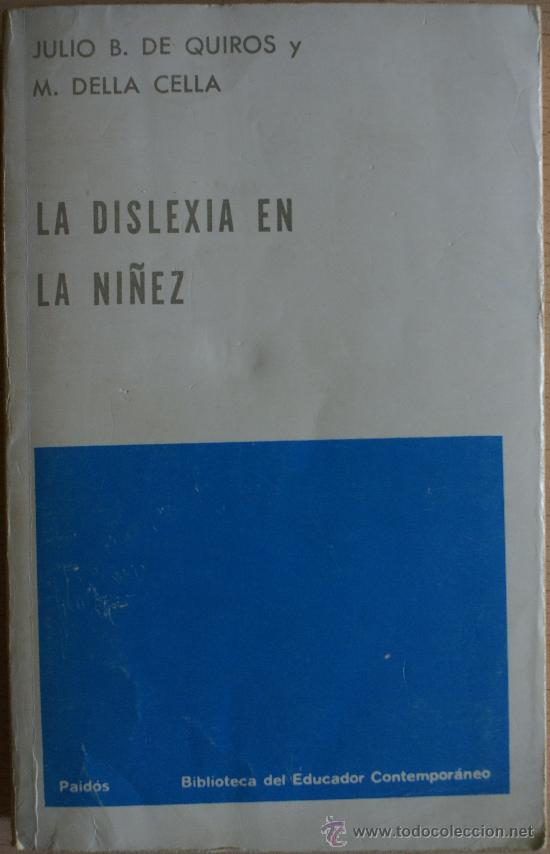 JULIO B. DE QUIROS y
M. DELLA CELLA
LA DISLEXIA EN
LA NIÑEZ
Paidós Biblioteca del Educador Contemporáneo
www.todocoleccion.net